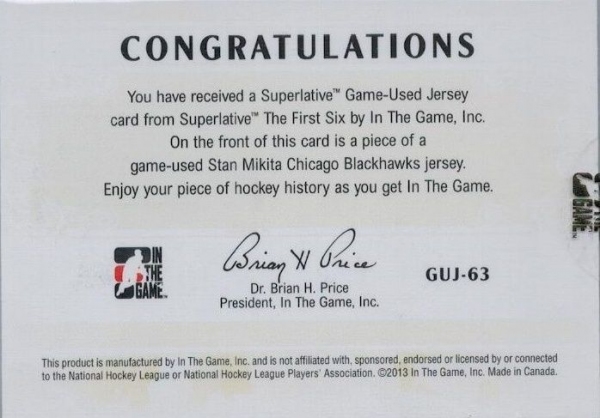 CONGRATULATIONS
You have received a Superlative™ Game-Used Jersey
card from Superlative™ The First Six by In The Game, Inc.
On the front of this card is a piece of a
game-used Stan Mikita Chicago Blackhawks jersey.
Enjoy your piece of hockey history as you get In The Game.
IN
THE
GAME
Brian H Price
Dr. Brian H. Price
President, In The Game, Inc.
GUJ-63
IN
THE
GAME
This product is manufactured by In The Game, Inc. and is not affiliated with, sponsored, endorsed or licensed by or connected
to the National Hockey League or National Hockey League Players' Association. ©2013 In The Game, Inc. Made in Canada.